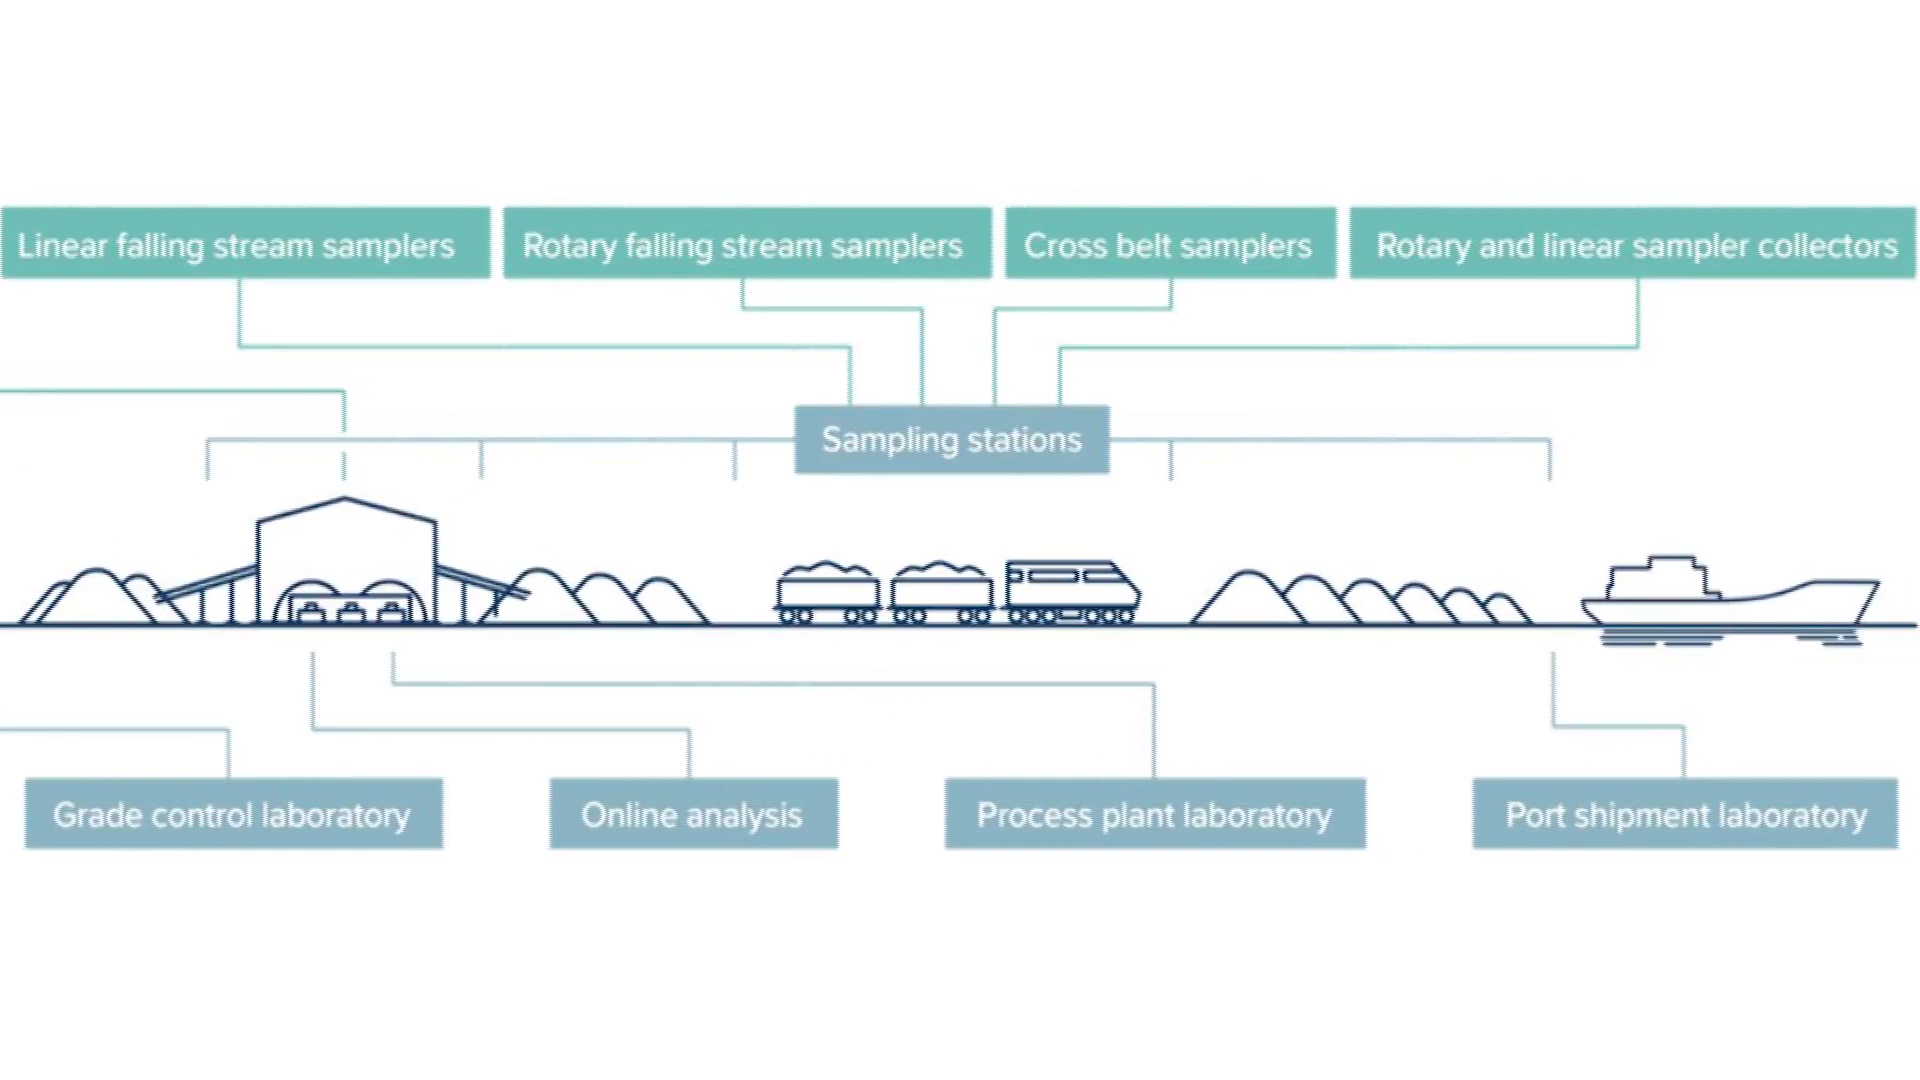 Linear falling stream samplers
Rotary falling stream samplers
Cross belt samplers
Rotary and linear sampler collectors
Sampling stations
Grade control laboratory
Online analysis
Process plant laboratory
Port shipment laboratory